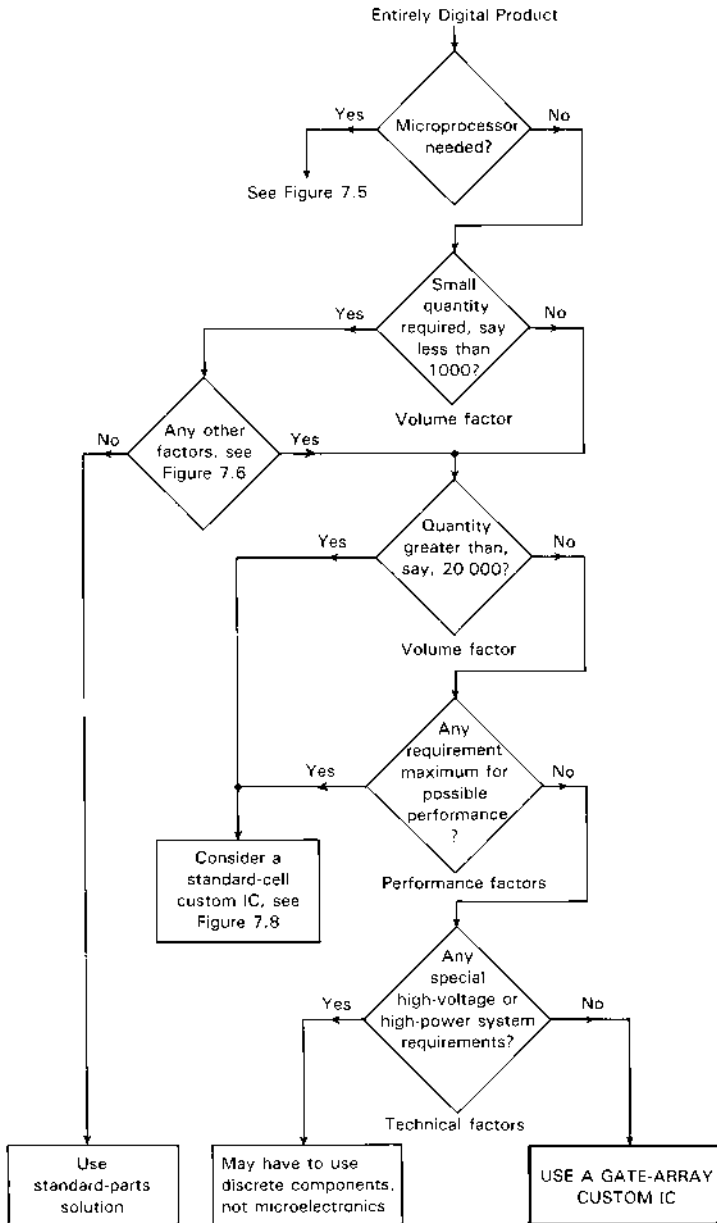 Entirely Digital Product
Yes
Microprocessor
needed?
No
See Figure 7.5
Small
quantity
required, say
less than
1000?
Yes
No
Volume factor
No
Any other
factors, see
Figure 7.6
Yes
Quantity
greater than,
say, 20 000?
Yes
No
Volume factor
Any
requirement
maximum for
possible
performance
?
Yes
No
Performance factors
Consider a
standard-cell
custom IC, see
Figure 7.8
Any
special
high-voltage or
high-power system
requirements?
Yes
No
Technical factors
Use
standard-parts
solution
May have to use
discrete components,
not microelectronics
USE A GATE-ARRAY
CUSTOM IC